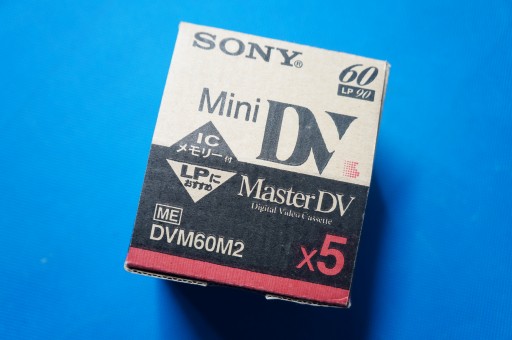 SONY®
60
LP 90
Mini DV
IC
メモリー付
LPに
おすすめ
Master DV
Digital Video Cassette
ME
DVM60M2
x5